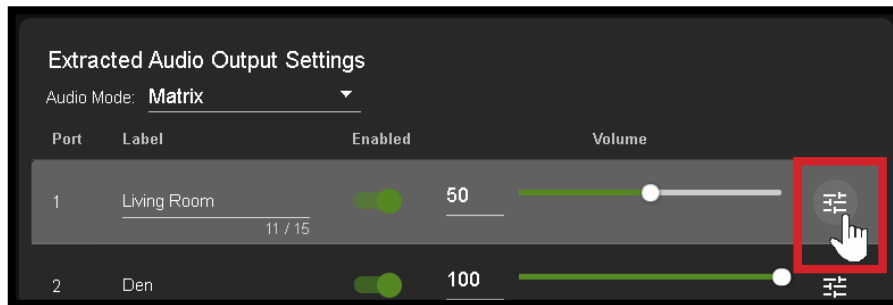 Extracted Audio Output Settings
Audio Mode: Matrix
Port Label Enabled Volume
1 Living Room 50
11 / 15
2 Den 100